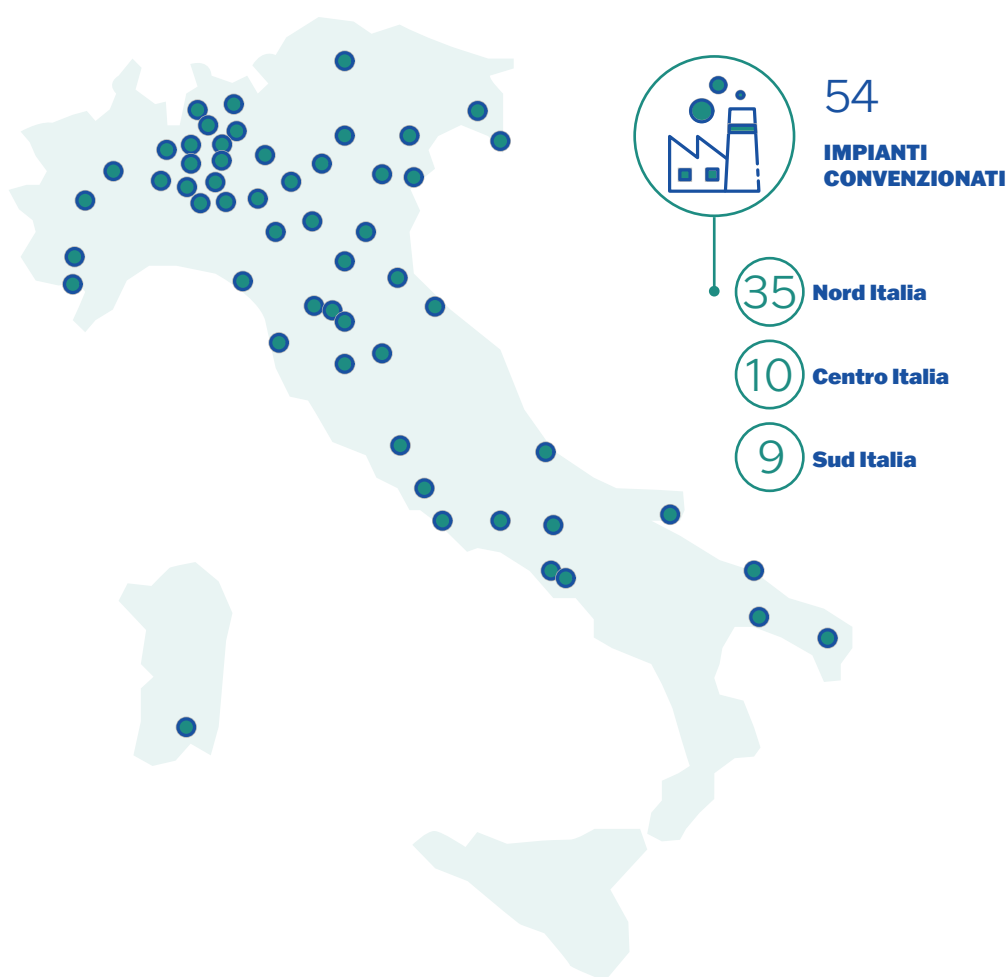 54
IMPIANTI
CONVENZIONATI
35 Nord Italia
10 Centro Italia
9 Sud Italia